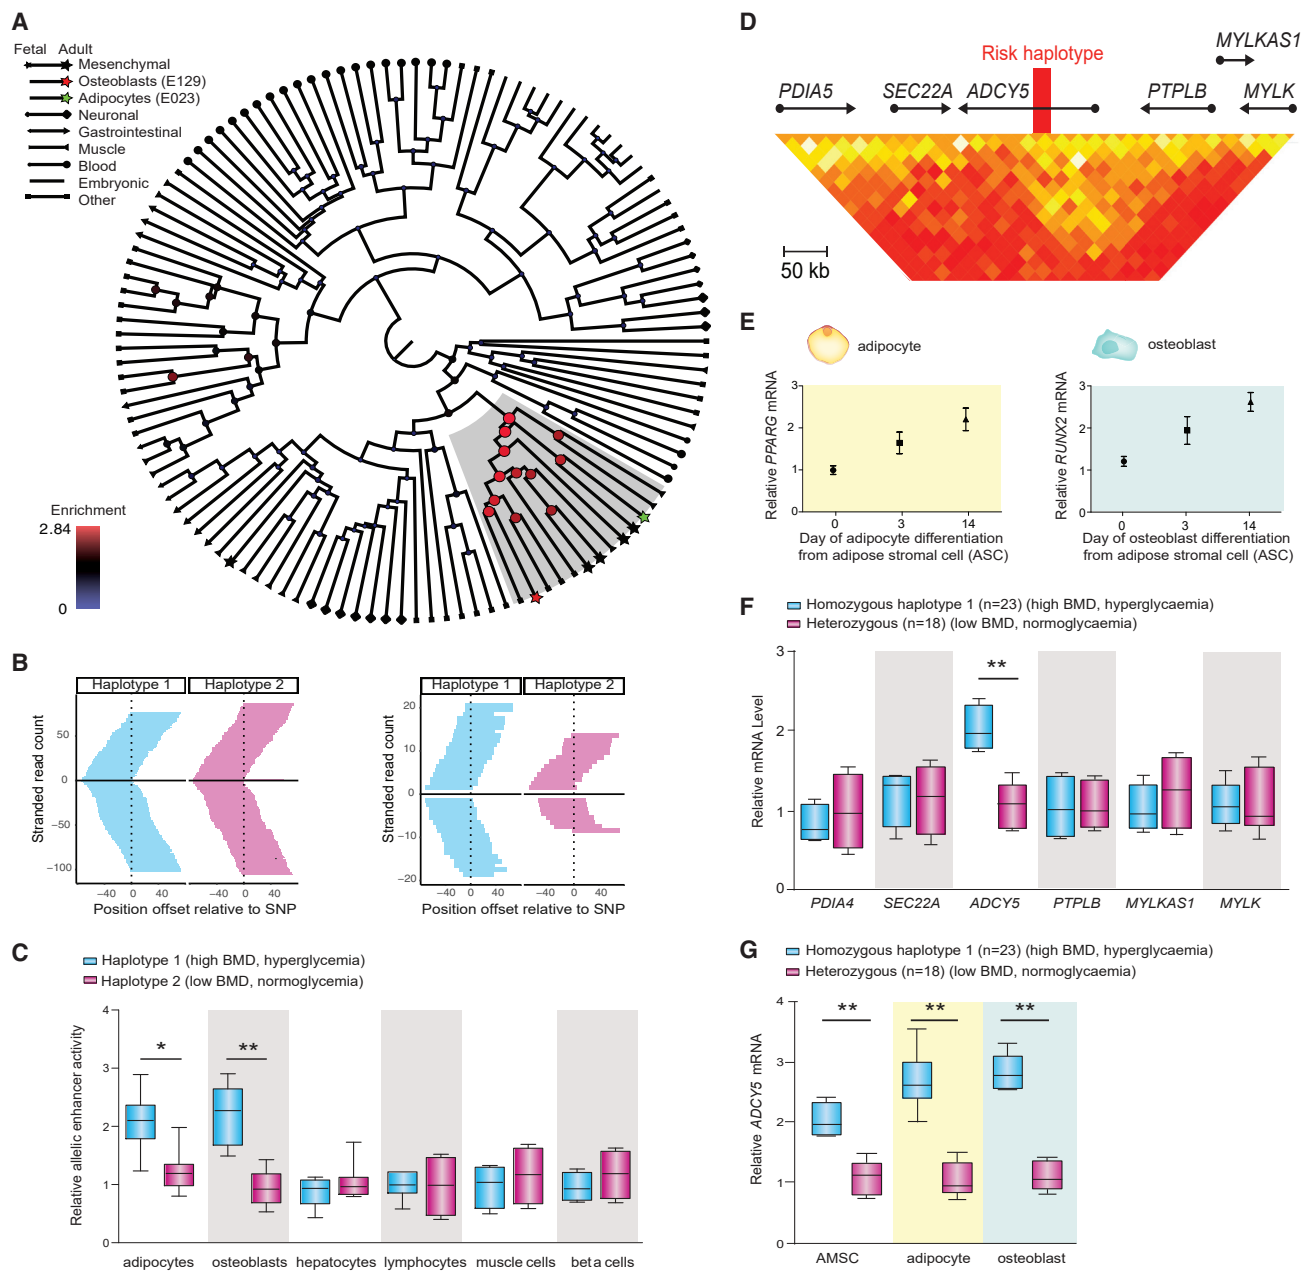 A
Fetal Adult
Mesenchymal
Osteoblasts (E129)
Adipocytes (E023)
Neuronal
Gastrointestinal
Muscle
Blood
Embryonic
Other
Enrichment
2.84
0
B
Haplotype 1 Haplotype 2
Stranded read count
50
0
−50
−100
−40 0 40 −40 0 40
Position offset relative to SNP
Haplotype 1 Haplotype 2
Stranded read count
20
10
0
−10
−20
−40 0 40 −40 0 40
Position offset relative to SNP
C
Haplotype 1 (high BMD, hyperglycemia)
Haplotype 2 (low BMD, normoglycemia)
Relative allelic enhancer activity
4
3
2
1
0
* **
adipocytes osteoblasts hepatocytes lymphocytes muscle cells beta cells
D
MYLKAS1
Risk haplotype
PDIA5 SEC22A ADCY5 PTPLB MYLK
50 kb
E
adipocyte
Relative PPARG mRNA
3
2
1
0
0 3 14
Day of adipocyte differentiation
from adipose stromal cell (ASC)
osteoblast
Relative RUNX2 mRNA
3
2
1
0
0 3 14
Day of osteoblast differentiation
from adipose stromal cell (ASC)
F
Homozygous haplotype 1 (n=23) (high BMD, hyperglycaemia)
Heterozygous (n=18) (low BMD, normoglycaemia)
Relative mRNA Level
3
2
1
0
**
PDIA4 SEC22A ADCY5 PTPLB MYLKAS1 MYLK
G
Homozygous haplotype 1 (n=23) (high BMD, hyperglycaemia)
Heterozygous (n=18) (low BMD, normoglycaemia)
Relative ADCY5 mRNA
4
3
2
1
0
** ** **
AMSC adipocyte osteoblast